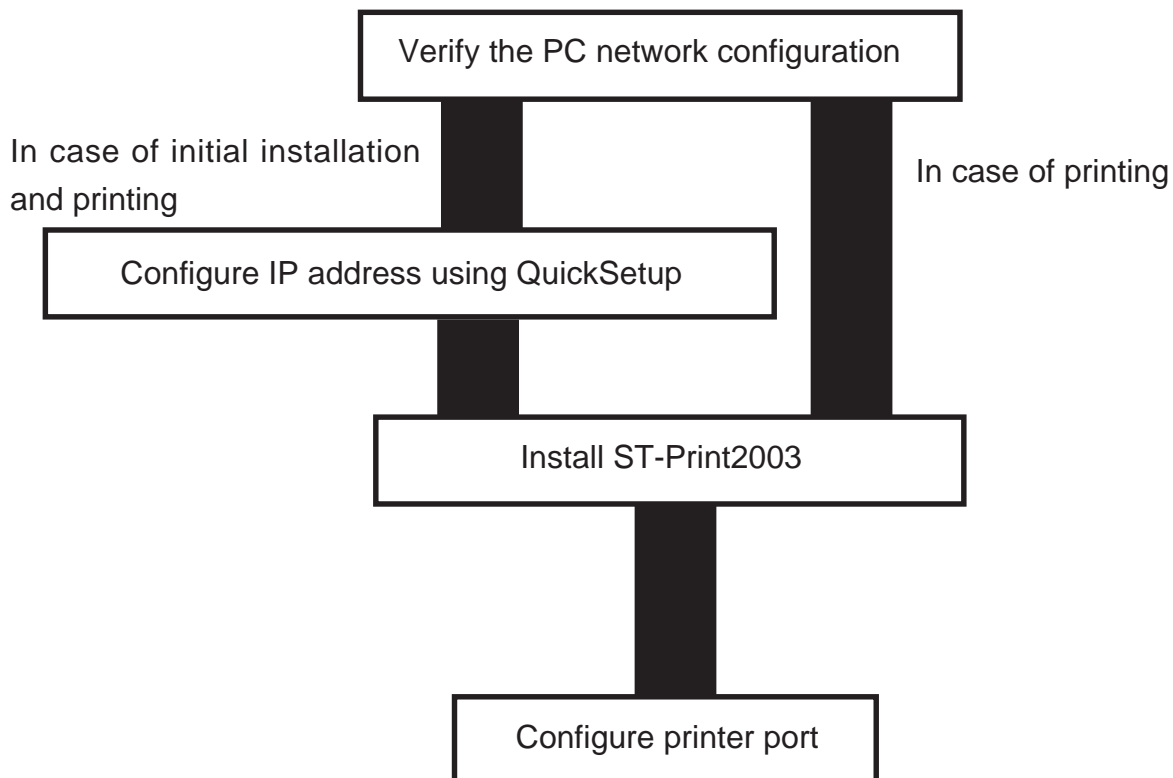 Verify the PC network configuration
In case of initial installation
and printing
In case of printing
Configure IP address using QuickSetup
Install ST-Print2003
Configure printer port